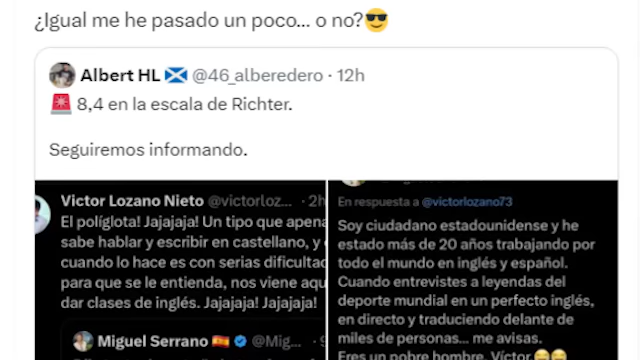 ¿Igual me he pasado un poco... o no?😎
Albert HL 🏴󠁧󠁢󠁳󠁣󠁴󠁿 @46_alberedero · 12h
🚨 8,4 en la escala de Richter.
Seguiremos informando.
Victor Lozano Nieto @victorloz... · 2h
El políglota! Jajajaja! Un tipo que apena
sabe hablar y escribir en castellano, y
cuando lo hace es con serias dificultad
para que se le entienda, nos viene aqu
dar clases de inglés. Jajajaja! Jajajaja!
Miguel Serrano 🇪🇸 @Mig...
En respuesta a @victorlozano73
Soy ciudadano estadounidense y he
estado más de 20 años trabajando por
todo el mundo en inglés y español.
Cuando entrevistes a leyendas del
deporte mundial en un perfecto inglés,
en directo y traduciendo delante de
miles de personas... me avisas.
Eres un pobre hombre, Víctor 😂😂